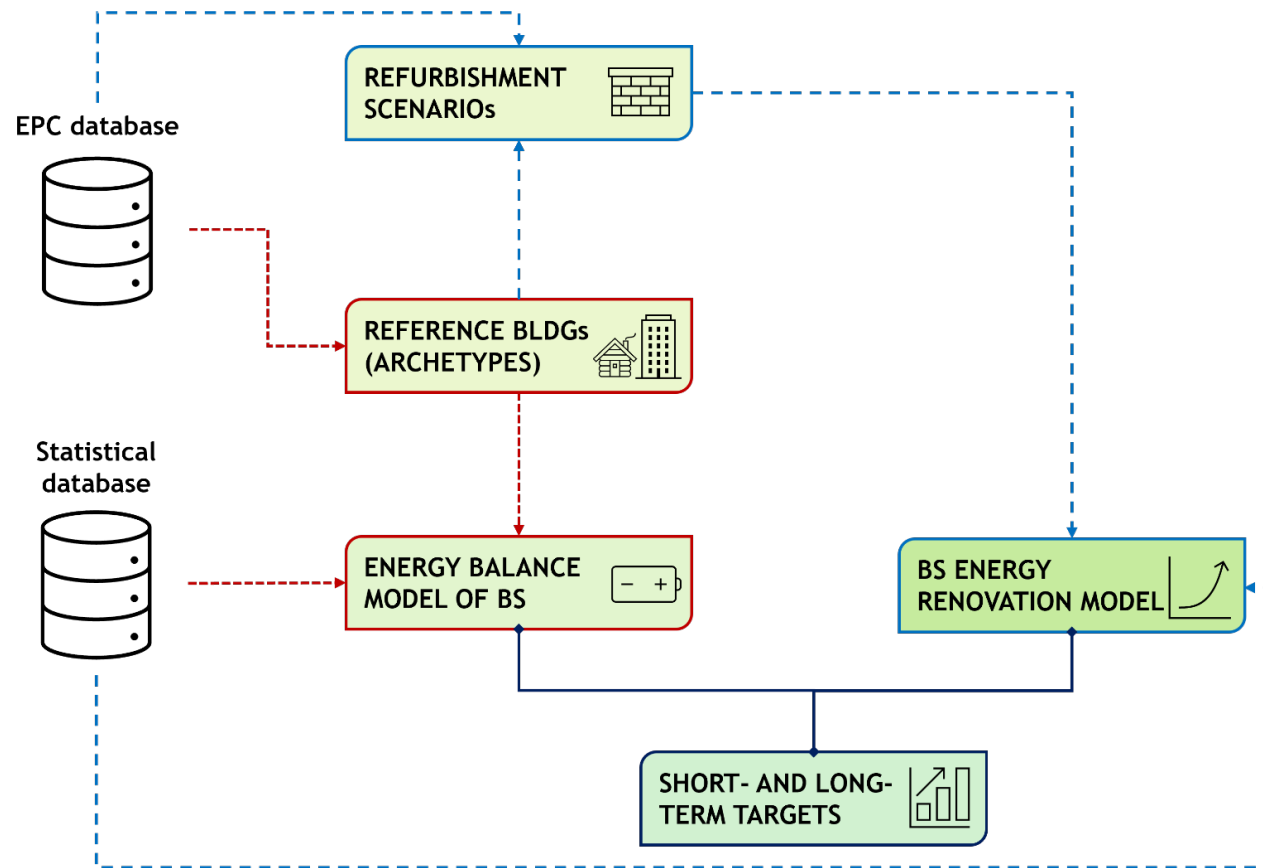 REFURBISHMENT
SCENARIOs
EPC database
REFERENCE BLDGs
(ARCHETYPES)
Statistical
database
ENERGY BALANCE
MODEL OF BS
BS ENERGY
RENOVATION MODEL
SHORT- AND LONG-
TERM TARGETS